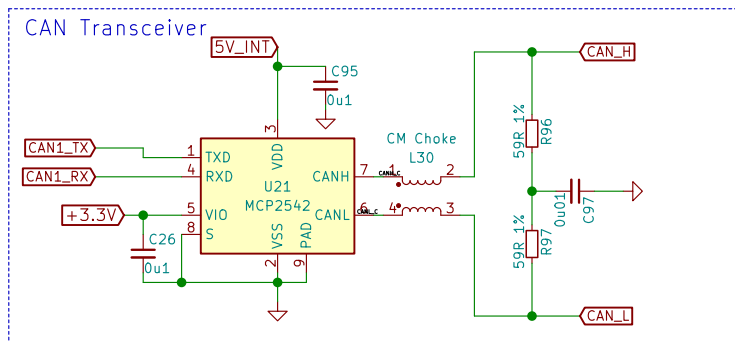 CAN Transceiver
5V_INT
C95
0u1
CAN_H
3
VDD
CM Choke
L30
59R 1%
R96
CAN1_TX
1
TXD
CAN1_RX
4
RXD
CANH
7
CANH_C
1
2
U21
MCP2542
+3.3V
5
VIO
CANL
6
CANL_C
4
3
0u01
C97
8
S
C26
0u1
VSS
PAD
2
9
59R 1%
R97
CAN_L